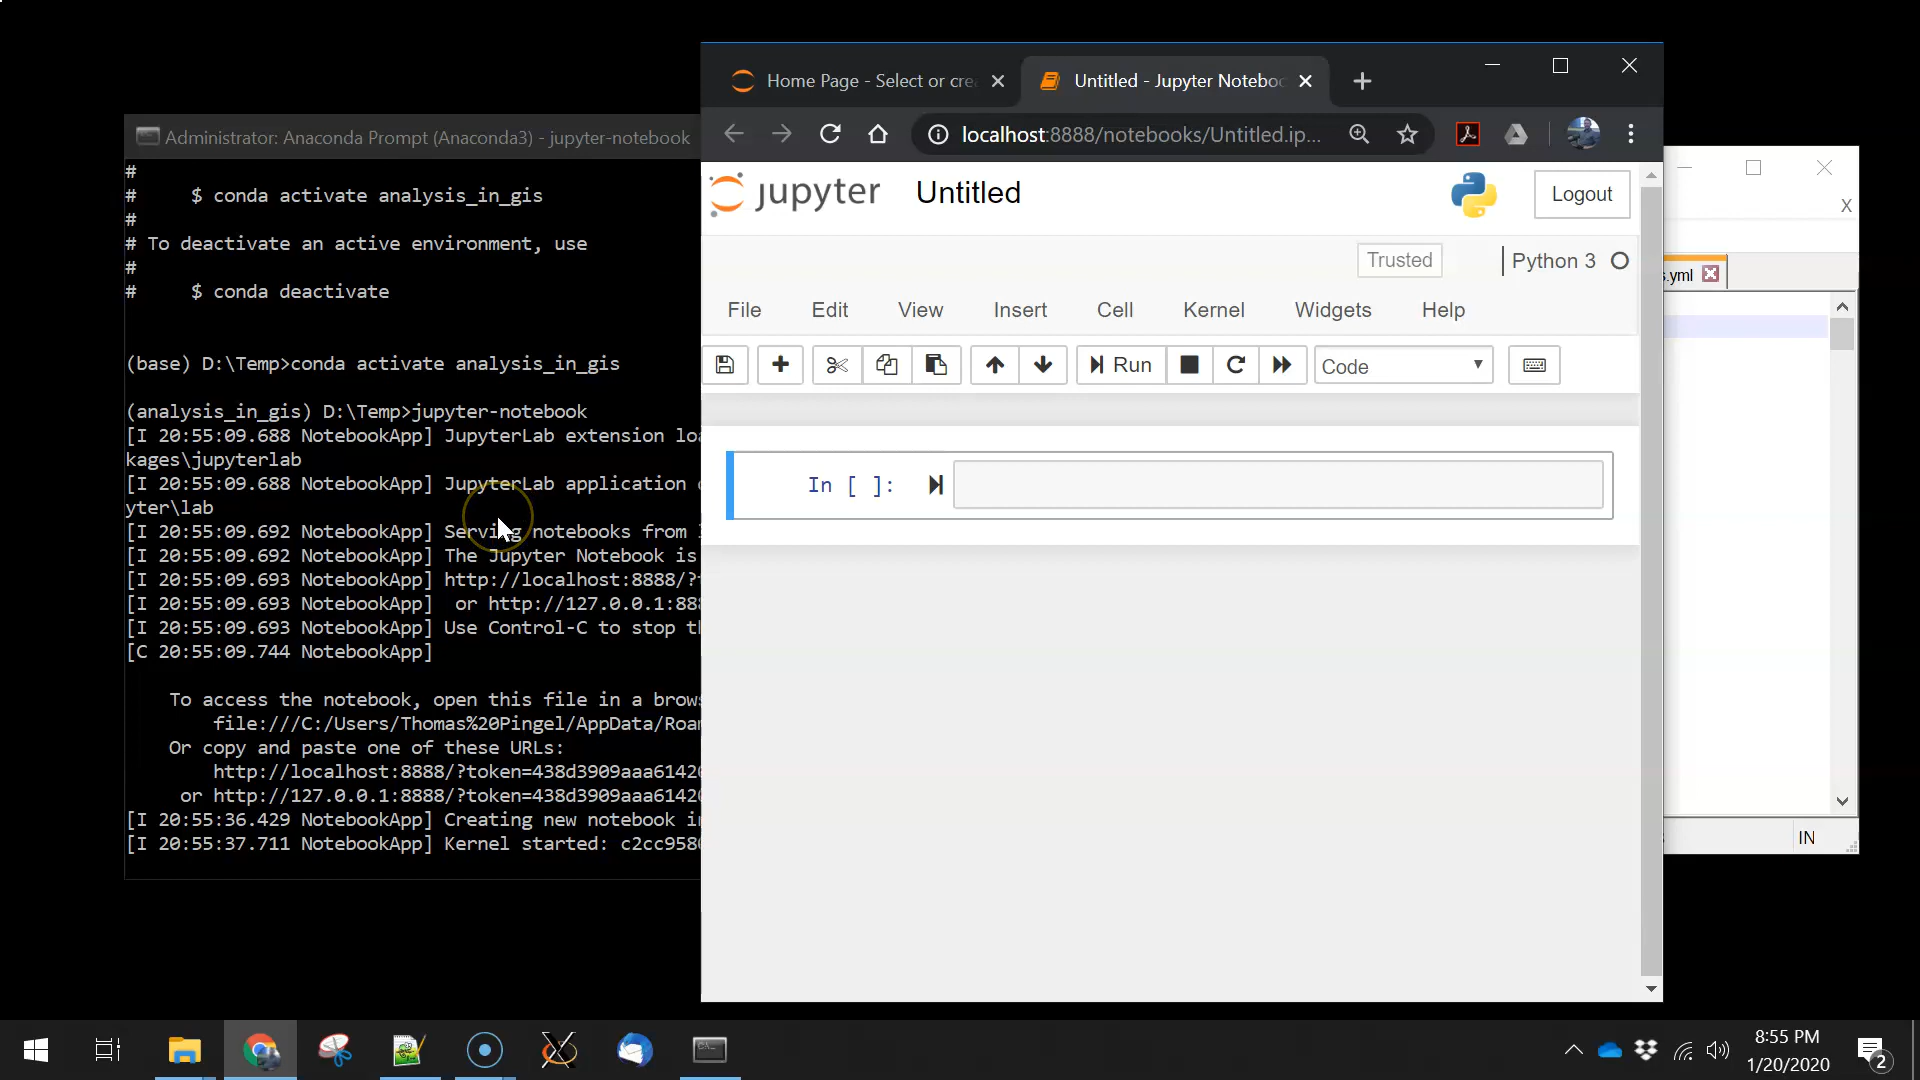 Administrator: Anaconda Prompt (Anaconda3) - jupyter-notebook
#
#     $ conda activate analysis_in_gis
#
# To deactivate an active environment, use
#
#     $ conda deactivate
(base) D:\Temp>conda activate analysis_in_gis
(analysis_in_gis) D:\Temp>jupyter-notebook
[I 20:55:09.688 NotebookApp] JupyterLab extension
kages\jupyterlab
[I 20:55:09.688 NotebookApp] JupyterLab application
yter\lab
[I 20:55:09.692 NotebookApp] Serving notebooks from
[I 20:55:09.692 NotebookApp] The Jupyter Notebook is
[I 20:55:09.693 NotebookApp] http://localhost:8888/?
[I 20:55:09.693 NotebookApp]  or http://127.0.0.1:888
[I 20:55:09.693 NotebookApp] Use Control-C to stop
[C 20:55:09.744 NotebookApp]
To access the notebook, open this file in a
file:///C:/Users/Thomas%20Pingel/AppData/Roam
Or copy and paste one of these URLs:
http://localhost:8888/?token=438d3909aaa6142
or http://127.0.0.1:8888/?token=438d3909aaa6142
[I 20:55:36.429 NotebookApp] Creating new notebook
[I 20:55:37.711 NotebookApp] Kernel started: c2cc958
Home Page - Select or cre
Untitled - Jupyter Noteboo
localhost:8888/notebooks/Untitled.ip...
jupyter Untitled
Logout
Trusted
Python 3
File Edit View Insert Cell Kernel Widgets Help
Run
Code
In [ ]:
X
.yml
IN
8:55 PM
1/20/2020
2